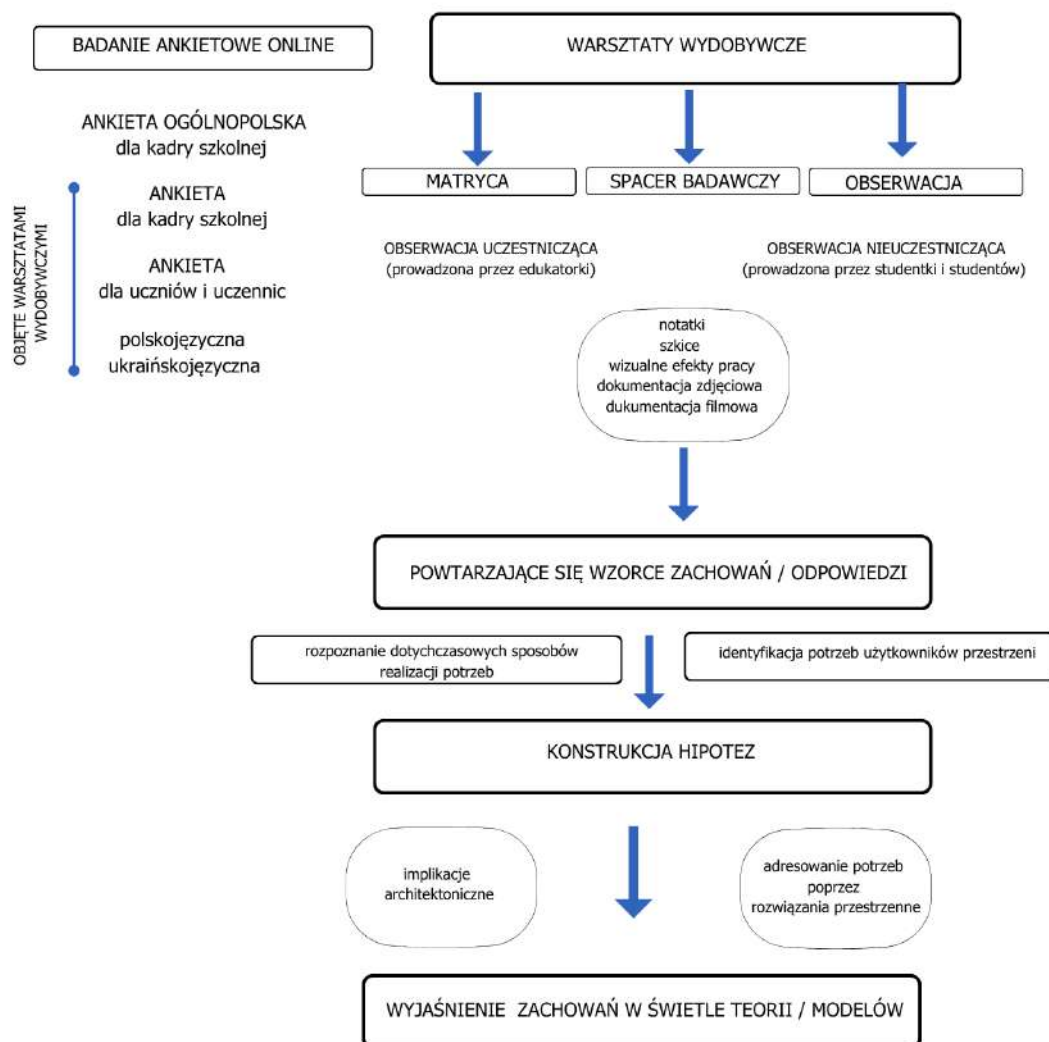 BADANIE ANKIETOWE ONLINE
ANKIETA OGÓLNOPOLSKA
dla kadry szkolnej
OBJĘTE WARSZTATAMI
WYDOBYWCZYMI
ANKIETA
dla kadry szkolnej
ANKIETA
dla uczniów i uczennic
polskojęzyczna
ukraińskojęzyczna
WARSZTATY WYDOBYWCZE
MATRYCA
SPACER BADAWCZY
OBSERWACJA
OBSERWACJA UCZESTNICZĄCA
(prowadzona przez edukatorki)
OBSERWACJA NIEUCZESTNICZĄCA
(prowadzona przez studentki i studentów)
notatki
szkice
wizualne efekty pracy
dokumentacja zdjęciowa
dukumentacja filmowa
POWTARZAJĄCE SIĘ WZORCE ZACHOWAŃ / ODPOWIEDZI
rozpoznanie dotychczasowych sposobów
realizacji potrzeb
identyfikacja potrzeb użytkowników przestrzeni
KONSTRUKCJA HIPOTEZ
implikacje
architektoniczne
adresowanie potrzeb
poprzez
rozwiązania przestrzenne
WYJAŚNIENIE ZACHOWAŃ W ŚWIETLE TEORII / MODELÓW